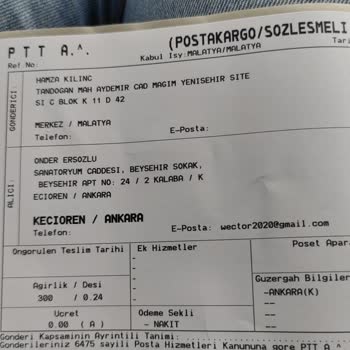 PTT A.^.
(POSTAKARGO/SOZLESMELI
Ref No:
Kabul Isy:MALATYA/MALATYA
Tari
GONDERICI :
HAMZA KILINC
TANDOGAN MAH AYDEMIR CAD MAGIM YENISEHIR SITE
SI C BLOK K 11 D 42
MERKEZ / MALATYA
Telefon:
E-Posta:
ALICI:
ONDER ERSOZLU
SANATORYUM CADDESI, BEYSEHIR SOKAK,
BEYSEHIR APT NO: 24 / 2 KALABA / K
ECIOREN / ANKARA
KECIOREN / ANKARA
Telefon:
E-Posta: wector2020@gmail.com
Ongorulen Teslim Tarihi
Ek Hizmetler
Poset Apar
-
-
-
-
-
Agirlik / Desi
300 / 0.24
Guzergah Bilgiler
-ANKARA(K)
--
--
--
Ucret
0.00 ( A )
Odeme Sekli
- NAKIT
Gonderi Kapsaminin Ayrintili Tanimi:
Gonderileriniz 6475 sayili Posta Hizmetleri Kanununa gore PTT A.^